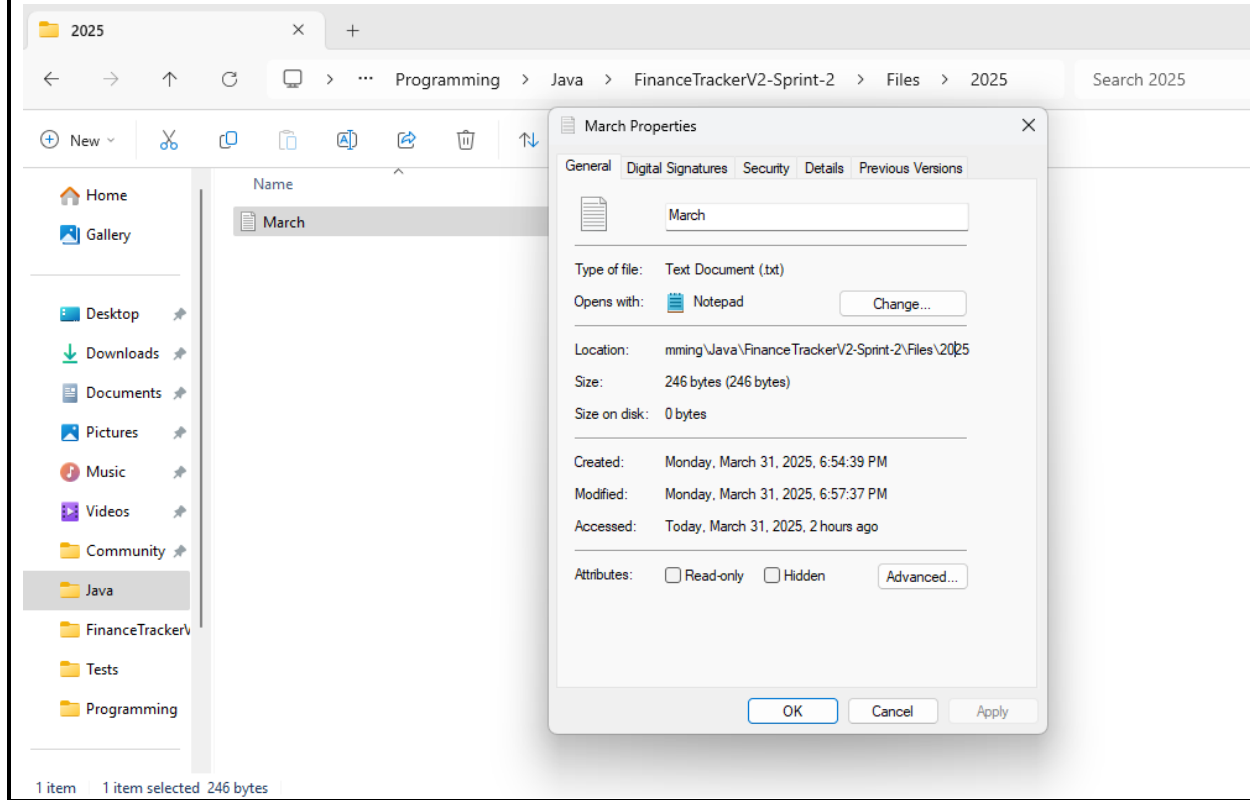 2025
Programming > Java > FinanceTrackerV2-Sprint-2 > Files > 2025
Search 2025
New
March Properties
General Digital Signatures Security Details Previous Versions
Home
Gallery
Desktop
Downloads
Documents
Pictures
Music
Videos
Community
Java
FinanceTrackerV
Tests
Programming
Name
March
March
Type of file: Text Document (.txt)
Opens with: Notepad Change...
Location: mming\Java\FinanceTrackerV2-Sprint-2\Files\2025
Size: 246 bytes (246 bytes)
Size on disk: 0 bytes
Created: Monday, March 31, 2025, 6:54:39 PM
Modified: Monday, March 31, 2025, 6:57:37 PM
Accessed: Today, March 31, 2025, 2 hours ago
Attributes: Read-only Hidden Advanced...
OK Cancel Apply
1 item 1 item selected 246 bytes